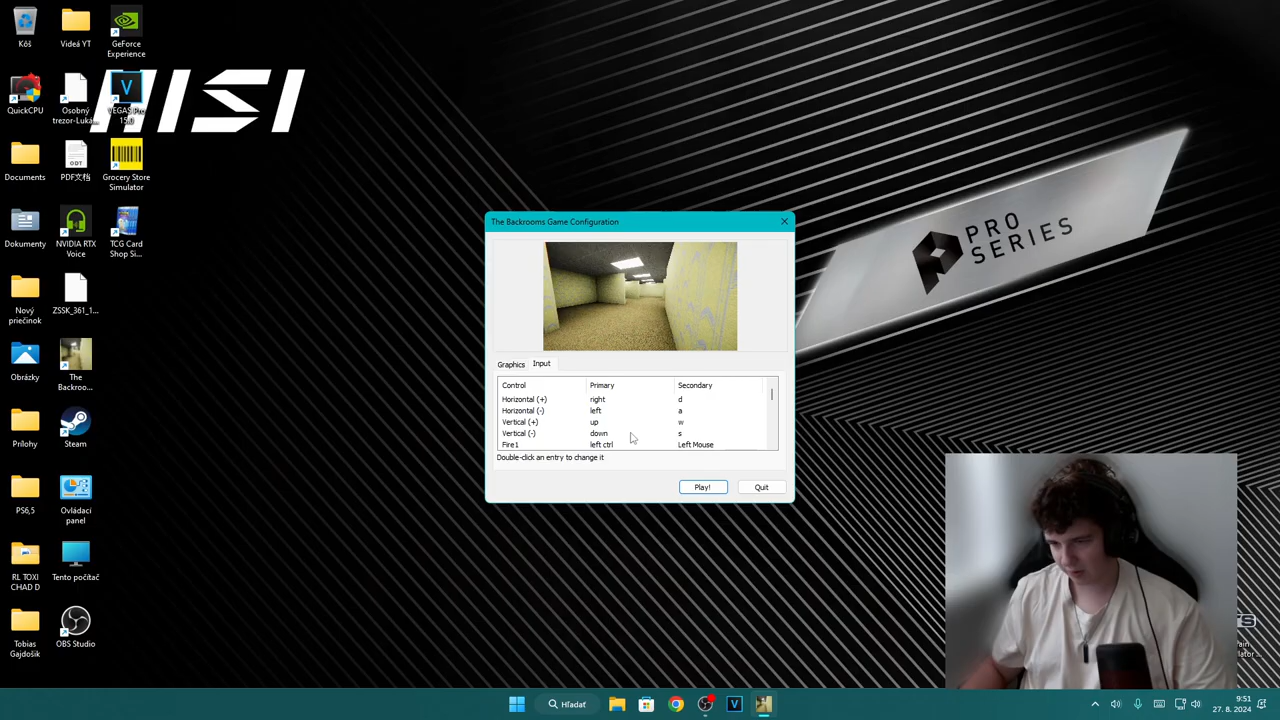 Kôš
Videá YT
GeForce
Experience
QuickCPU
Osobný
trezor-Luká...
VEGAS Pro
15.0
Documents
PDF文档
Grocery Store
Simulator
Dokumenty
NVIDIA RTX
Voice
TCG Card
Shop Si...
Nový
priečinok
ZSSK_361_1...
Obrázky
The
Backroo...
Prílohy
Steam
PS6,5
Ovládací
panel
RL TOXI
CHAD D
Tento počítač
Tobias
Gajdošik
OBS Studio
PRO
SERIES
The Backrooms Game Configuration
Graphics
Input
Control Primary Secondary
Horizontal (+) right d
Horizontal (-) left a
Vertical (+) up w
Vertical (-) down s
Fire1 left ctrl Left Mouse
Double-click an entry to change it
Play!
Quit
Hľadať
9:51
27. 8. 2024